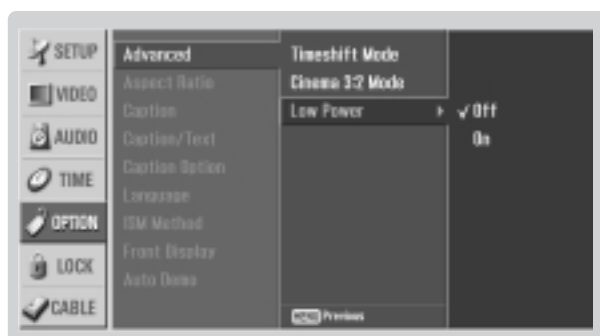 SETUP
VIDEO
AUDIO
TIME
OPTION
LOCK
CABLE
Advanced
Aspect Ratio
Caption
Caption/Text
Caption Option
Language
ISM Method
Front Display
Auto Demo
Timeshift Mode
Cinema 3:2 Mode
Low Power
Off
On
Previous